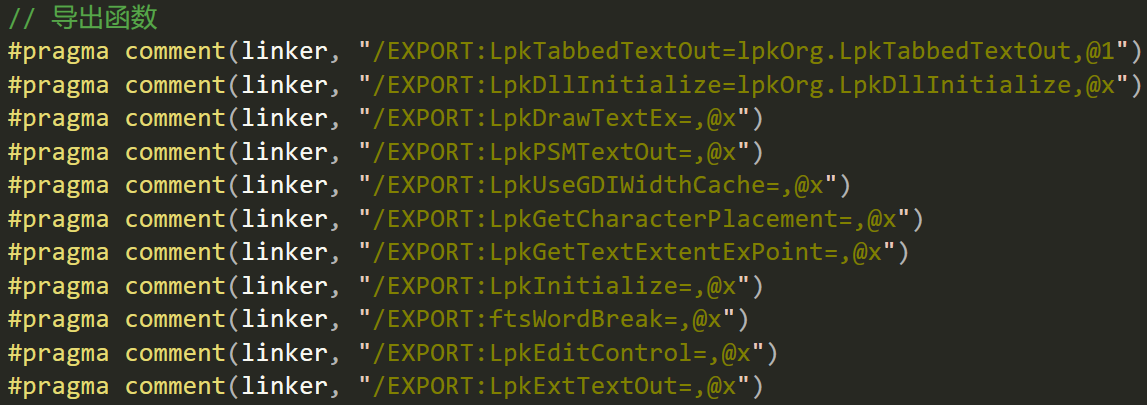 // 导出函数
#pragma comment(linker, "/EXPORT:LpkTabbedTextOut=lpkOrg.LpkTabbedTextOut,@1")
#pragma comment(linker, "/EXPORT:LpkDllInitialize=lpkOrg.LpkDllInitialize,@x")
#pragma comment(linker, "/EXPORT:LpkDrawTextEx=,@x")
#pragma comment(linker, "/EXPORT:LpkPSMTextOut=,@x")
#pragma comment(linker, "/EXPORT:LpkUseGDIWidthCache=,@x")
#pragma comment(linker, "/EXPORT:LpkGetCharacterPlacement=,@x")
#pragma comment(linker, "/EXPORT:LpkGetTextExtentExPoint=,@x")
#pragma comment(linker, "/EXPORT:LpkInitialize=,@x")
#pragma comment(linker, "/EXPORT:ftsWordBreak=,@x")
#pragma comment(linker, "/EXPORT:LpkEditControl=,@x")
#pragma comment(linker, "/EXPORT:LpkExtTextOut=,@x")